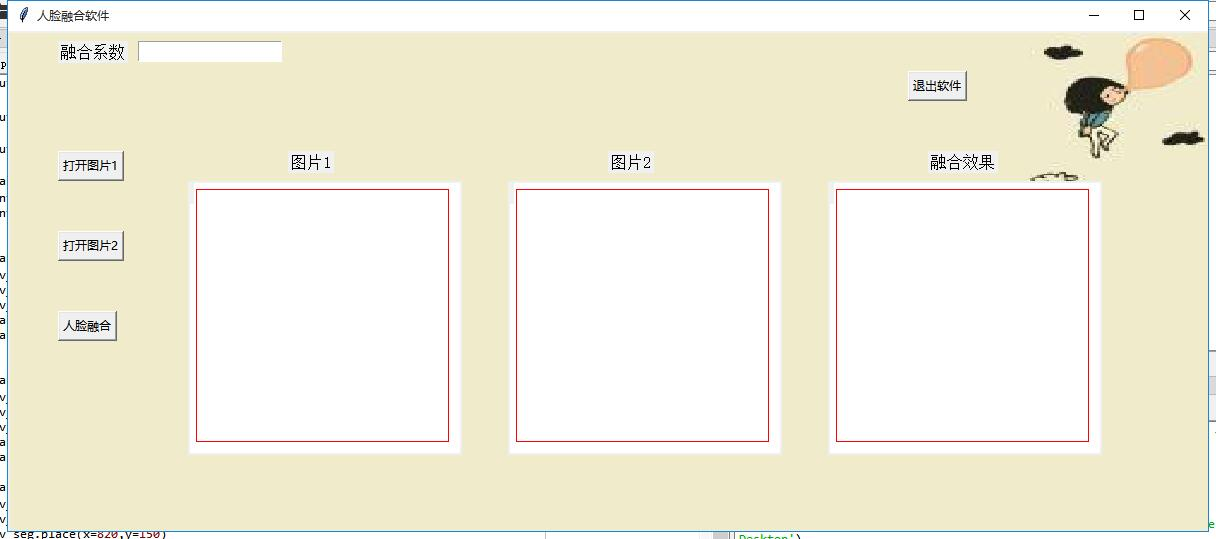 人脸融合软件
融合系数
退出软件
打开图片1
图片1
图片2
融合效果
打开图片2
人脸融合
seg.place(x=820,y=150)
Desktop')